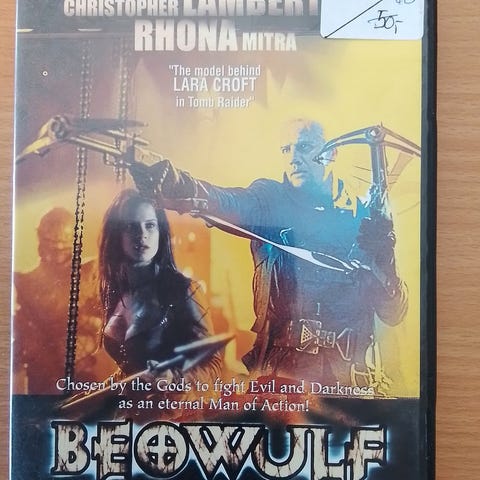 CHRISTOPHER LAMBERT
RHONA MITRA
"The model behind
LARA CROFT
in Tomb Raider"
50,-
Chosen by the Gods to fight Evil and Darkness
as an eternal Man of Action!
BEOWULF